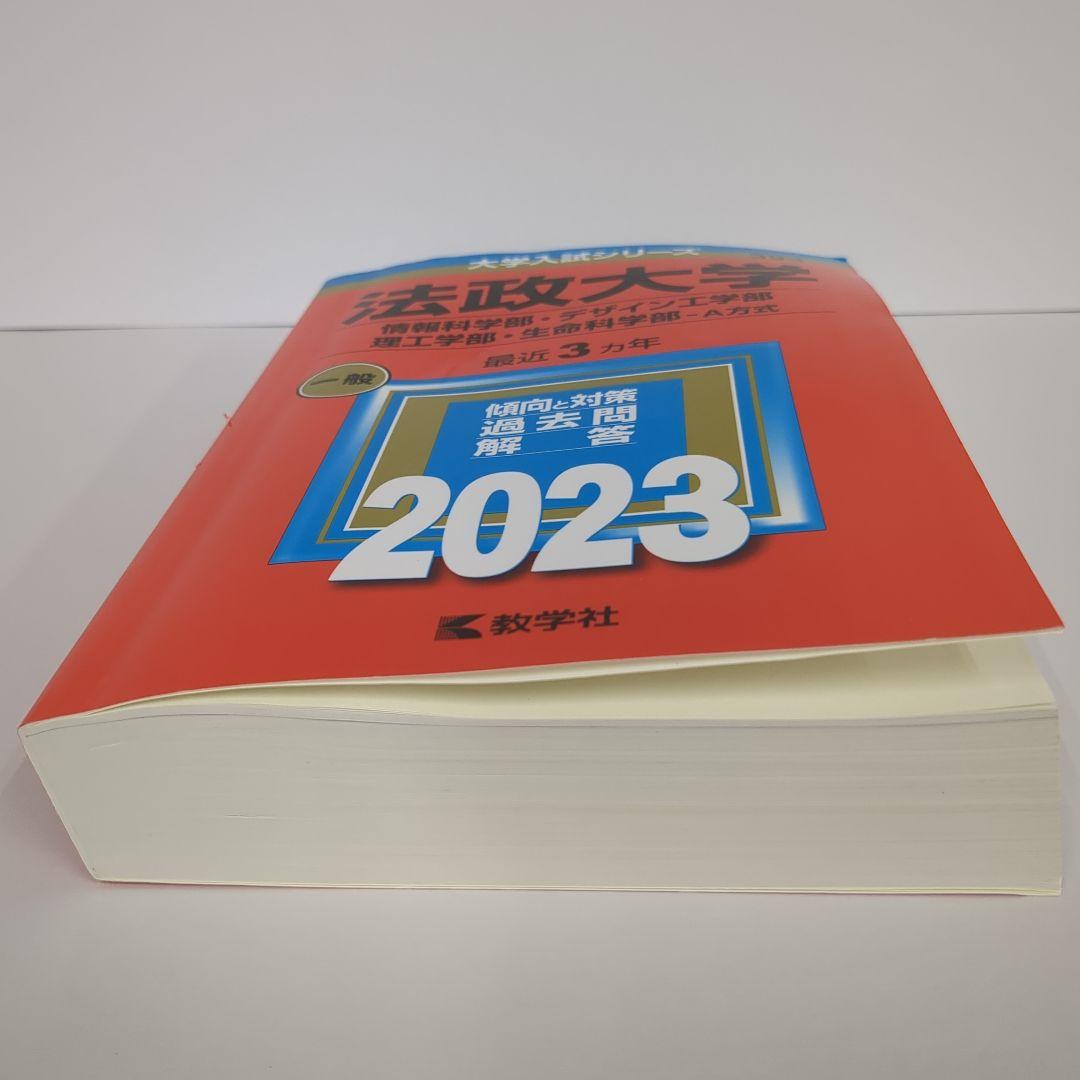 大学入試シリーズ
法政大学
情報科学部・デザイン工学部
理工学部・生命科学部-A方式
最近3カ年
一般
傾向と対策
過去問
解答
2023
教学社